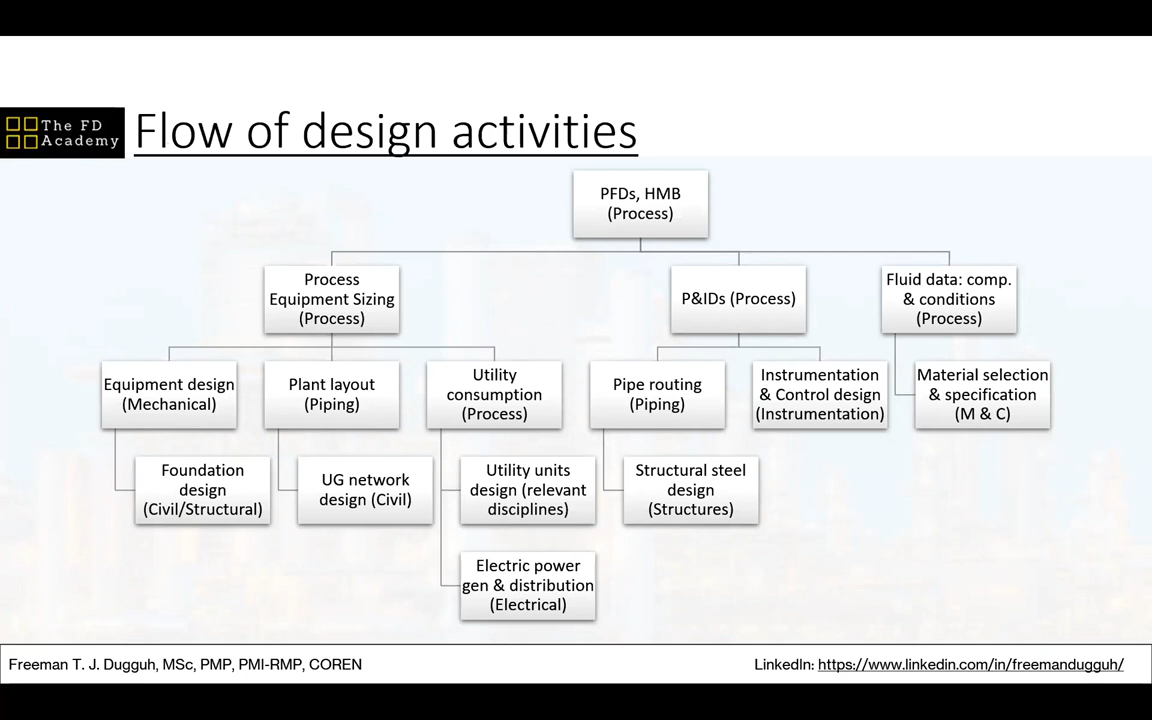 The FD
Academy
Flow of design activities
PFDs, HMB
(Process)
Process
Equipment Sizing
(Process)
P&IDs (Process)
Fluid data: comp.
& conditions
(Process)
Equipment design
(Mechanical)
Plant layout
(Piping)
Utility
consumption
(Process)
Pipe routing
(Piping)
Instrumentation
& Control design
(Instrumentation)
Material selection
& specification
(M & C)
Foundation
design
(Civil/Structural)
UG network
design (Civil)
Utility units
design (relevant
disciplines)
Structural steel
design
(Structures)
Electric power
gen & distribution
(Electrical)
Freeman T. J. Dugguh, MSc, PMP, PMI-RMP, COREN
LinkedIn: https://www.linkedin.com/in/freemandugguh/